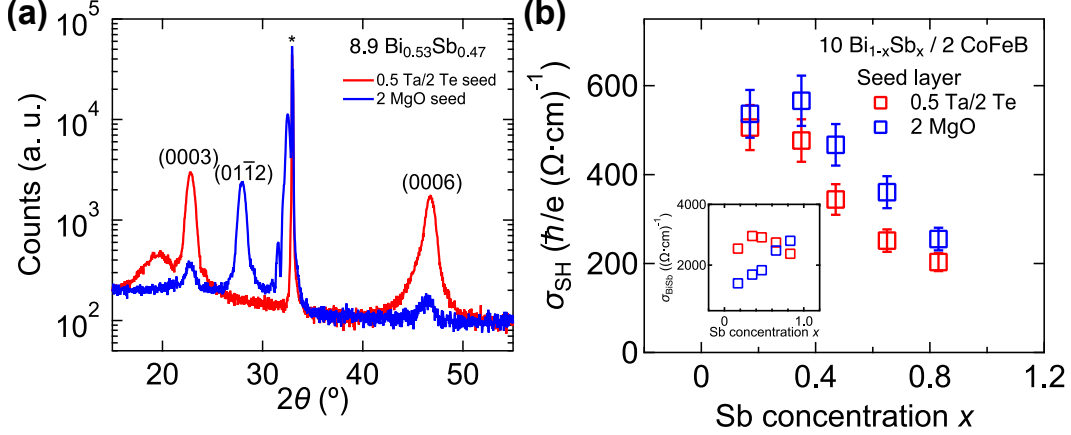 (a)
8.9 Bi0.53Sb0.47
0.5 Ta/2 Te seed
2 MgO seed
*
(0003)
(011̄2)
(0006)
Counts (a. u.)
10^5
10^4
10^3
10^2
20 30 40 50
2θ (º)
(b)
10 Bi1-xSbx / 2 CoFeB
Seed layer
0.5 Ta/2 Te
2 MgO
σSH (ħ/e (Ω·cm)^-1)
600
400
200
0
0 0.4 0.8 1.2
Sb concentration x
σBiSb ((Ω·cm)^-1)
4000
2000
0 1.0
Sb concentration x